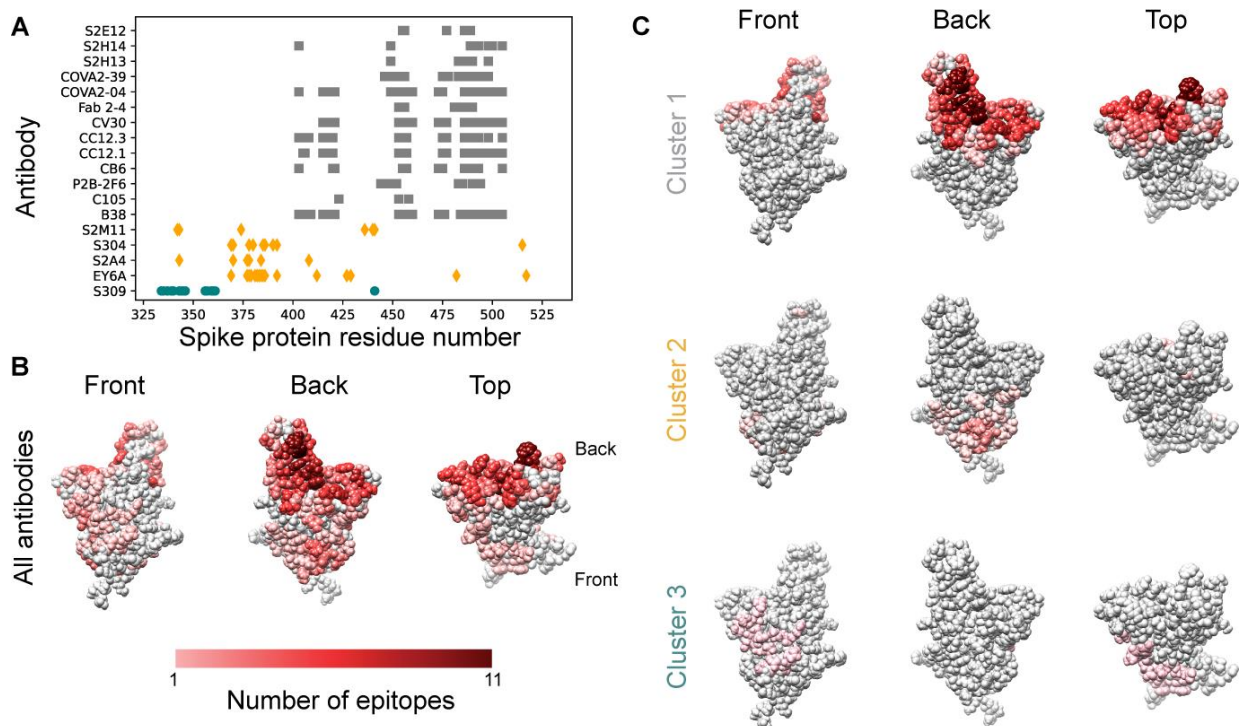 A
Antibody
S2E12
S2H14
S2H13
COVA2-39
COVA2-04
Fab 2-4
CV30
CC12.3
CC12.1
CB6
P2B-2F6
C105
B38
S2M11
S304
S2A4
EY6A
S309
325 350 375 400 425 450 475 500 525
Spike protein residue number
B
Front Back Top
All antibodies
Back
Front
1 11
Number of epitopes
C
Front Back Top
Cluster 1
Cluster 2
Cluster 3